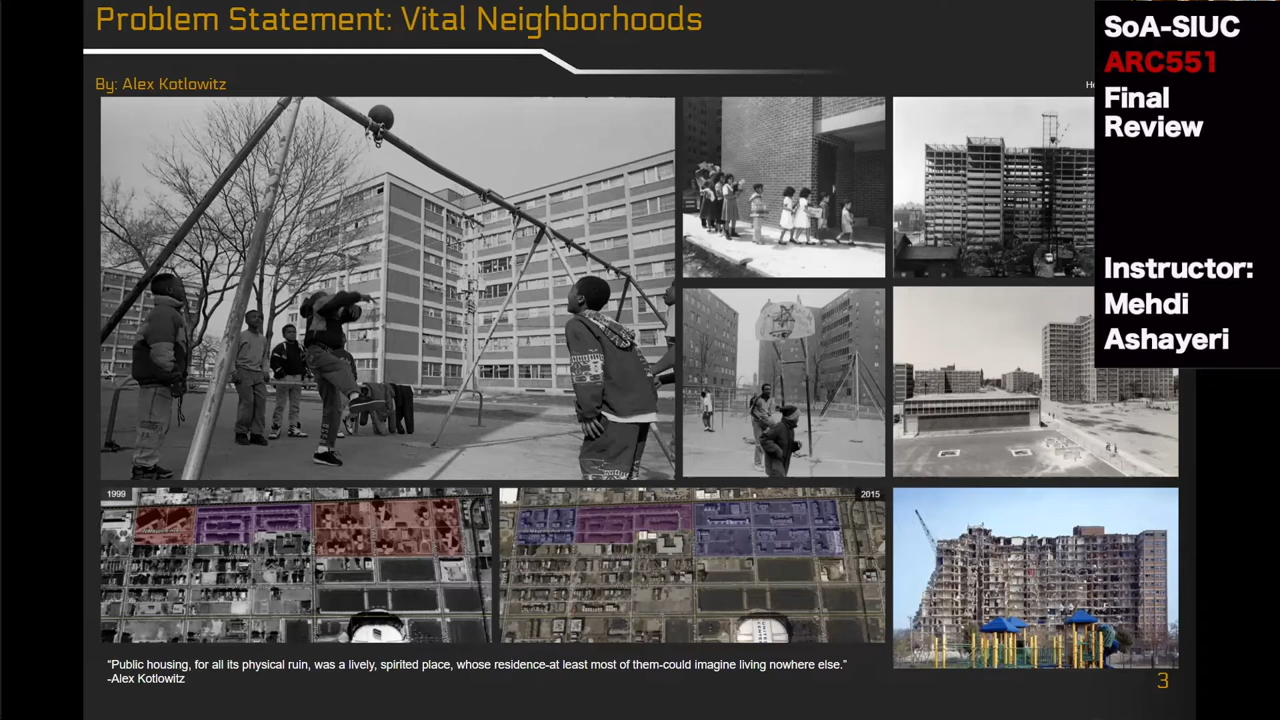 Problem Statement: Vital Neighborhoods
By: Alex Kotlowitz
SoA-SIUC
ARC551
Final
Review
Instructor:
Mehdi
Ashayeri
1999
2015
"Public housing, for all its physical ruin, was a lively, spirited place, whose residence-at least most of them-could imagine living nowhere else."
-Alex Kotlowitz
3